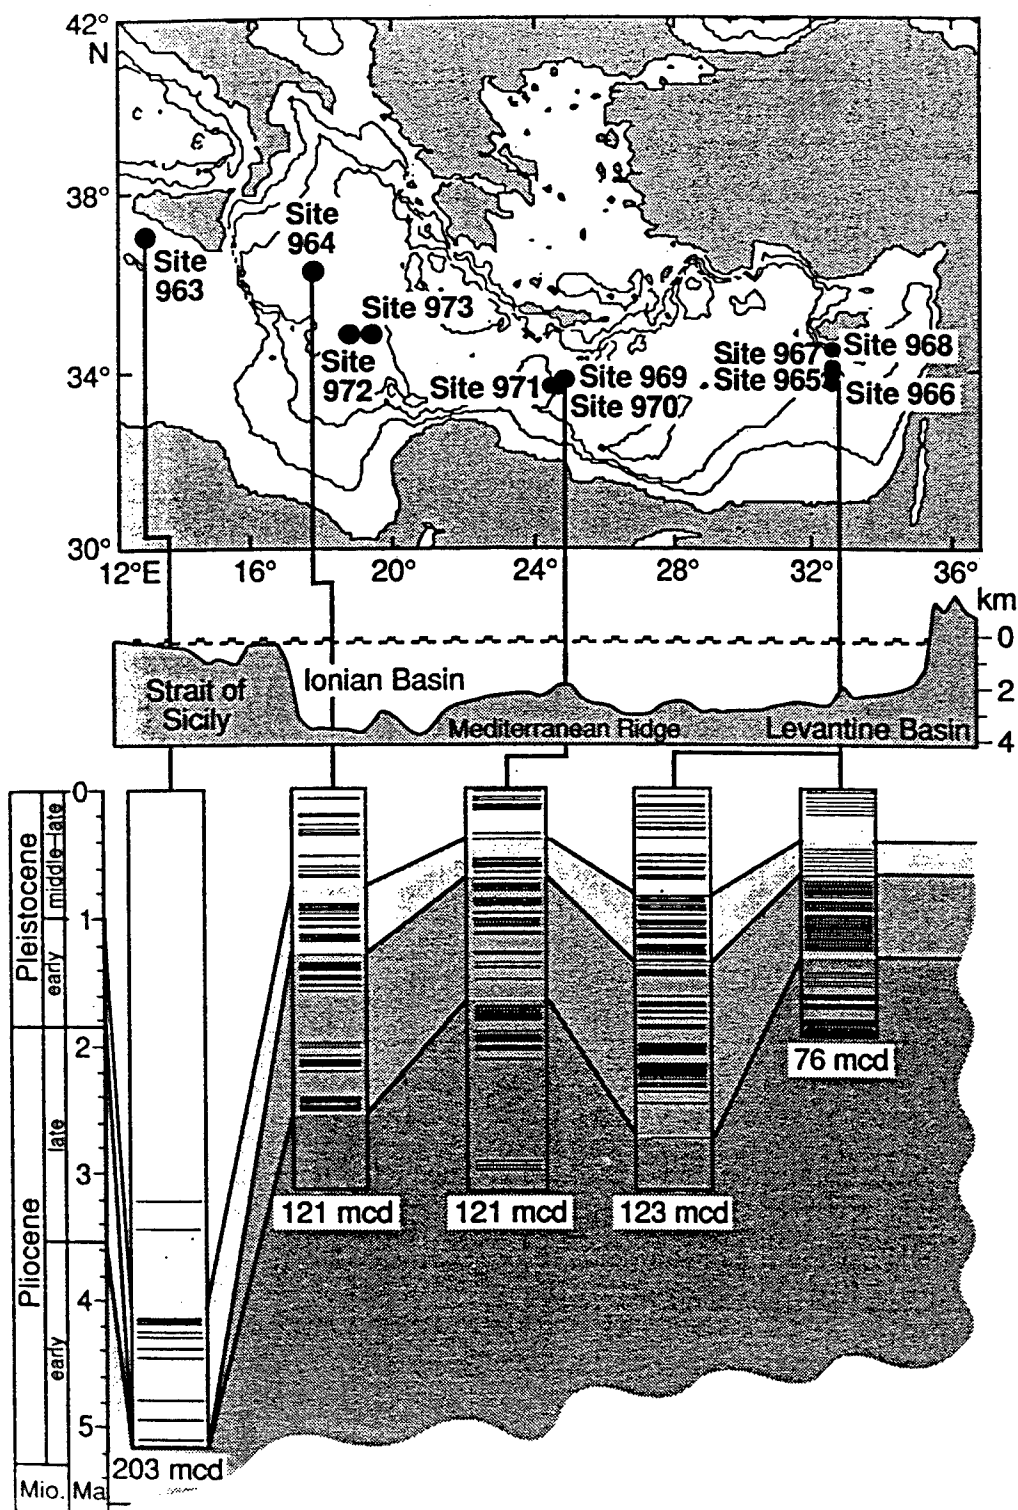 42°
N
38°
34°
30°
12°E
16°
20°
24°
28°
32°
36°
Site
964
Site
963
Site 973
Site
972
Site 971
Site 969
Site 970
Site 967
Site 968
Site 965
Site 966
km
0
2
4
Strait of
Sicily
Ionian Basin
Mediterranean Ridge
Levantine Basin
Pleistocene
middle–late
early
Pliocene
late
early
Mio.
Ma
0
1
2
3
4
5
76 mcd
121 mcd
121 mcd
123 mcd
203 mcd